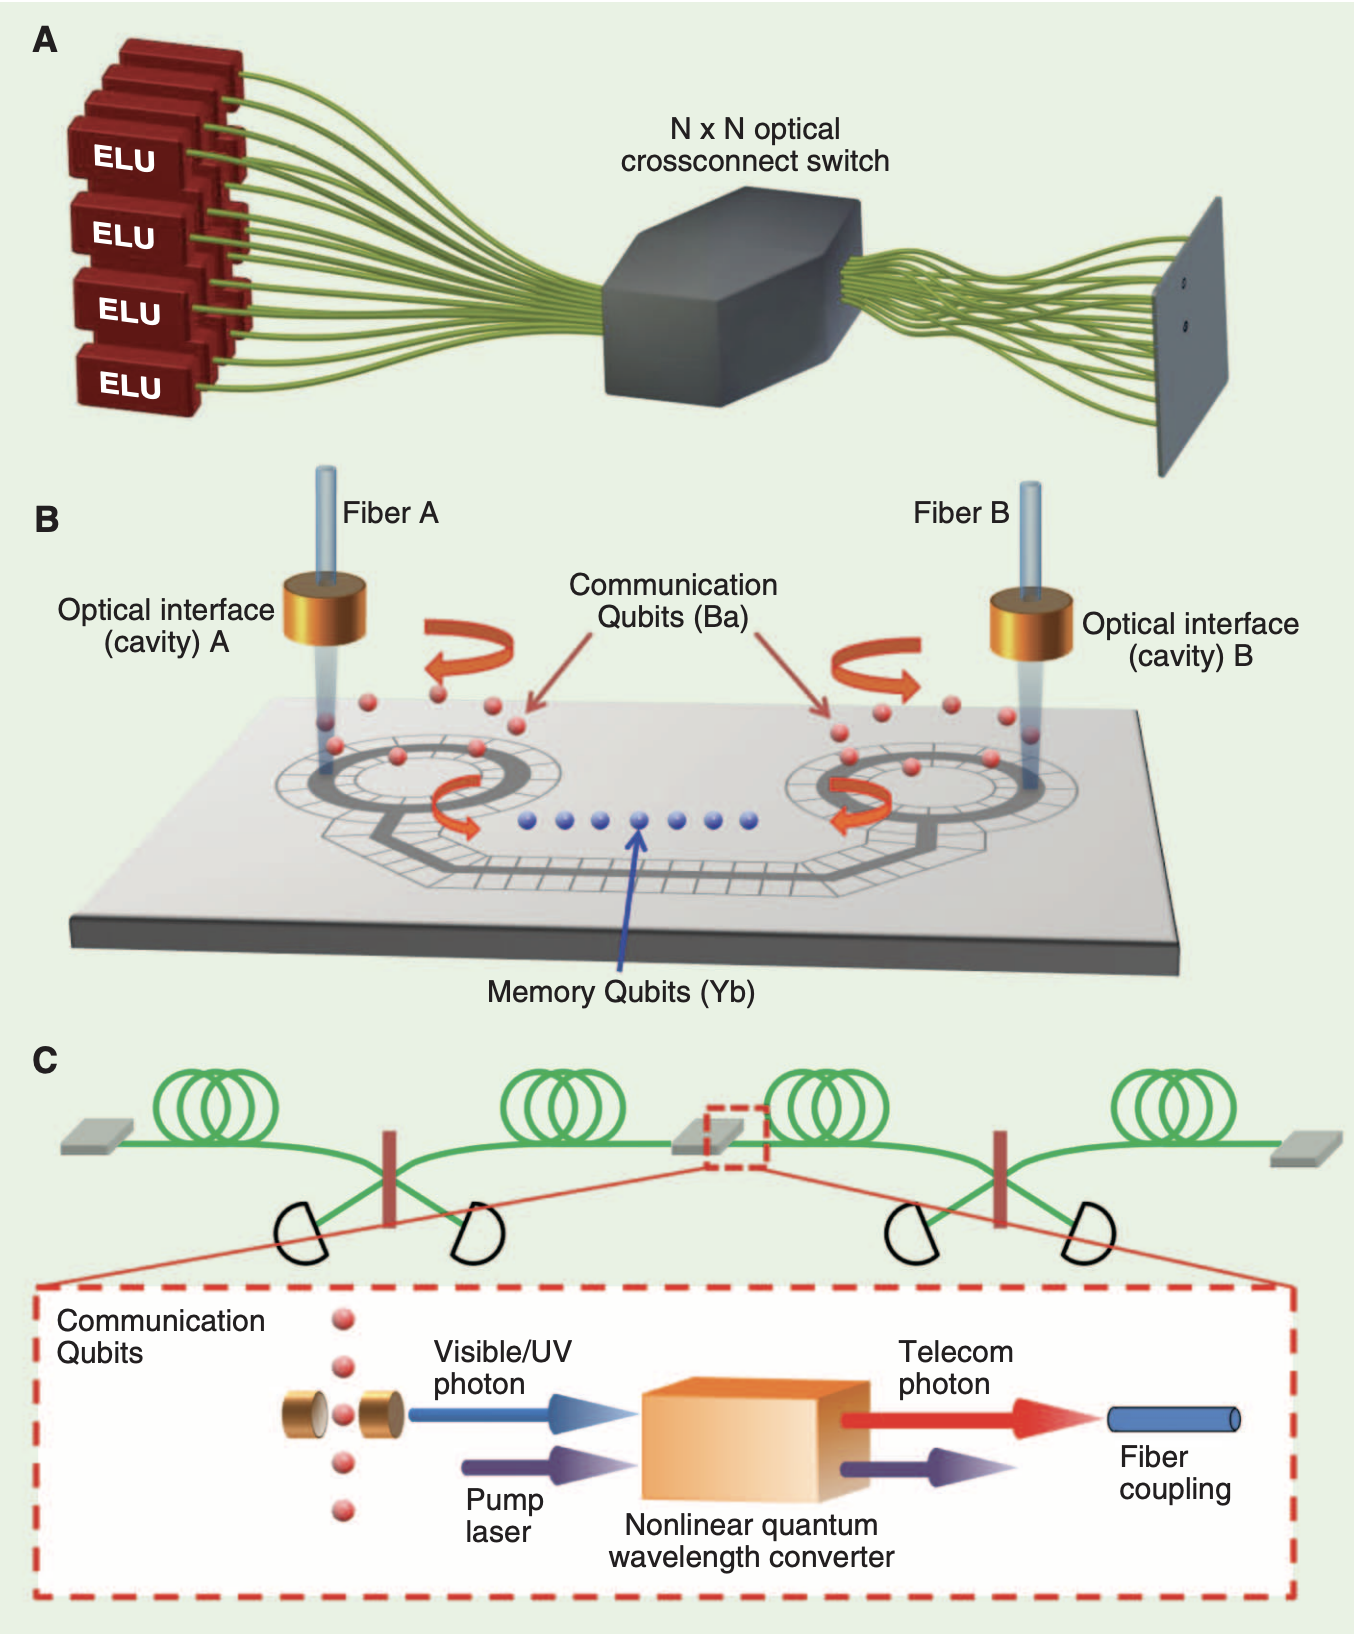 A
ELU
ELU
ELU
ELU
N x N optical
crossconnect switch
B
Fiber A
Fiber B
Optical interface
(cavity) A
Communication
Qubits (Ba)
Optical interface
(cavity) B
Memory Qubits (Yb)
C
Communication
Qubits
Visible/UV
photon
Telecom
photon
Pump
laser
Fiber
coupling
Nonlinear quantum
wavelength converter